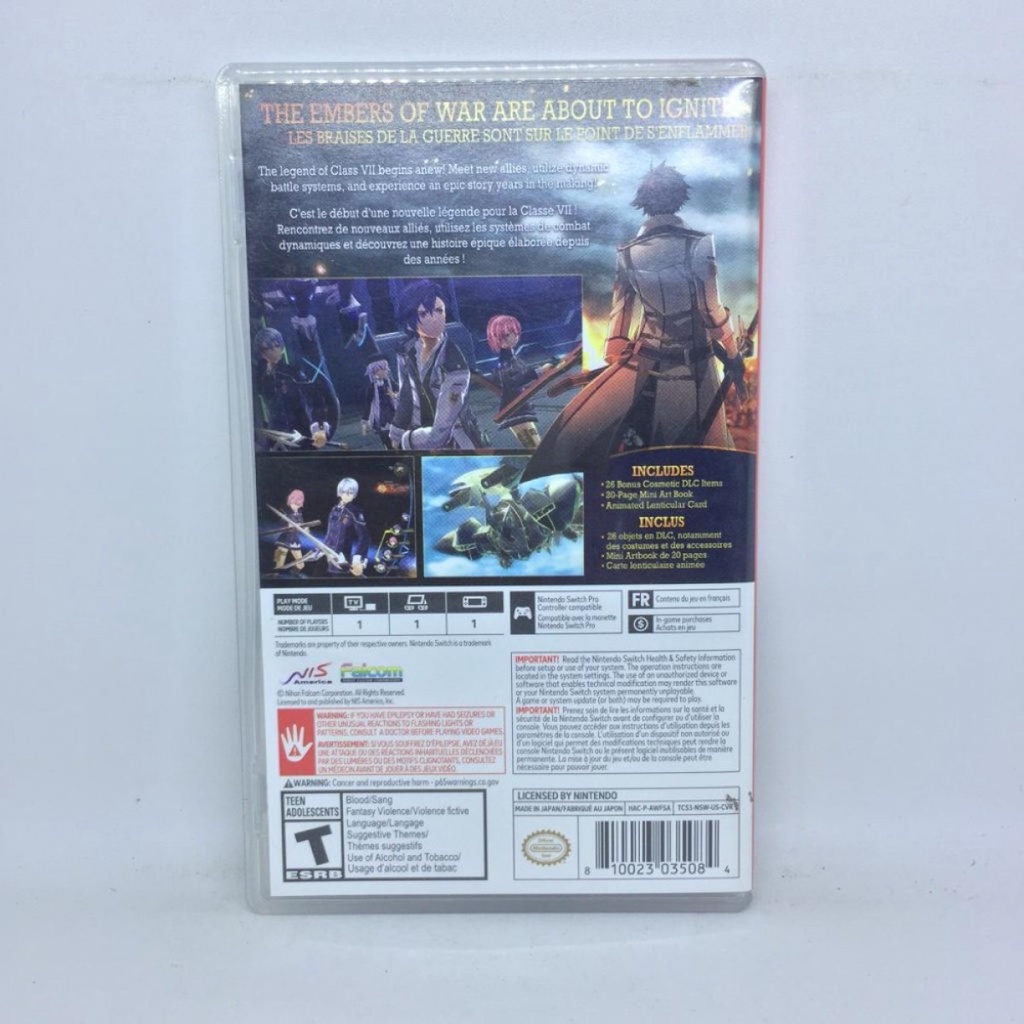 THE EMBERS OF WAR ARE ABOUT TO IGNITE
LES BRAISES DE LA GUERRE SONT SUR LE POINT DE S'ENFLAMMER
The legend of Class VII begins anew! Meet new allies, utilize dynamic
battle systems, and experience an epic story years in the making!
C'est le début d'une nouvelle légende pour la Classe VII !
Rencontrez de nouveaux alliés, utilisez les systèmes de combat
dynamiques et découvrez une histoire épique élaborée depuis
des années !
INCLUDES
• 26 Bonus Cosmetic DLC Items
• 20-Page Mini Art Book
• Animated Lenticular Card
INCLUS
• 26 objets en DLC, notamment
des costumes et des accessoires
• Mini Artbook de 20 pages
• Carte lenticulaire animée
PLAY MODE
MODE DE JEU
TV
NUMBER OF PLAYERS
NOMBRE DE JOUEURS
1
1
1
Nintendo Switch Pro
Controller compatible
Compatible avec la manette
Nintendo Switch Pro
FR
Contenu du jeu en français
In-game purchases
Achats en jeu
Trademarks are property of their respective owners. Nintendo Switch is a trademark
of Nintendo.
NIS
America
Falcom
© Nihon Falcom Corporation. All Rights Reserved.
Licensed to and published by NIS America, Inc.
WARNING: IF YOU HAVE EPILEPSY OR HAVE HAD SEIZURES OR
OTHER UNUSUAL REACTIONS TO FLASHING LIGHTS OR
PATTERNS, CONSULT A DOCTOR BEFORE PLAYING VIDEO GAMES.
AVERTISSEMENT: SI VOUS SOUFFREZ D'ÉPILEPSIE, AVEZ DÉJÀ EU
UNE ATTAQUE OU DES RÉACTIONS INHABITUELLES DÉCLENCHÉES
PAR DES LUMIÈRES OU DES MOTIFS CLIGNOTANTS, CONSULTEZ
UN MÉDECIN AVANT DE JOUER À DES JEUX VIDÉO.
WARNING: Cancer and reproductive harm - p65warnings.ca.gov
IMPORTANT! Read the Nintendo Switch Health & Safety Information
before setup or use of your system. The operation instructions are
located in the system settings. The use of an unauthorized device or
software that enables technical modification may render this software
or your Nintendo Switch system permanently unplayable.
A game or system update (or both) may be required to play.
IMPORTANT! Prenez soin de lire les informations sur la santé et la
sécurité de la Nintendo Switch avant de configurer ou d'utiliser la
console. Vous pouvez accéder aux instructions d'utilisation depuis les
paramètres de la console. L'utilisation d'un dispositif non autorisé ou
d'un logiciel qui permet des modifications techniques peut rendre la
console Nintendo Switch ou le présent logiciel inutilisables de manière
permanente. La mise à jour du jeu et/ou de la console peut être
nécessaire pour pouvoir jouer.
TEEN
ADOLESCENTS
T
ESRB
Blood/Sang
Fantasy Violence/Violence fictive
Language/Langage
Suggestive Themes/
Thèmes suggestifs
Use of Alcohol and Tobacco/
Usage d'alcool et de tabac
LICENSED BY NINTENDO
MADE IN JAPAN/FABRIQUÉ AU JAPON
HAC-P-AWFSA
TCS3-NSW-US-CVR
Official
Nintendo
Seal
8 10023 03508 4